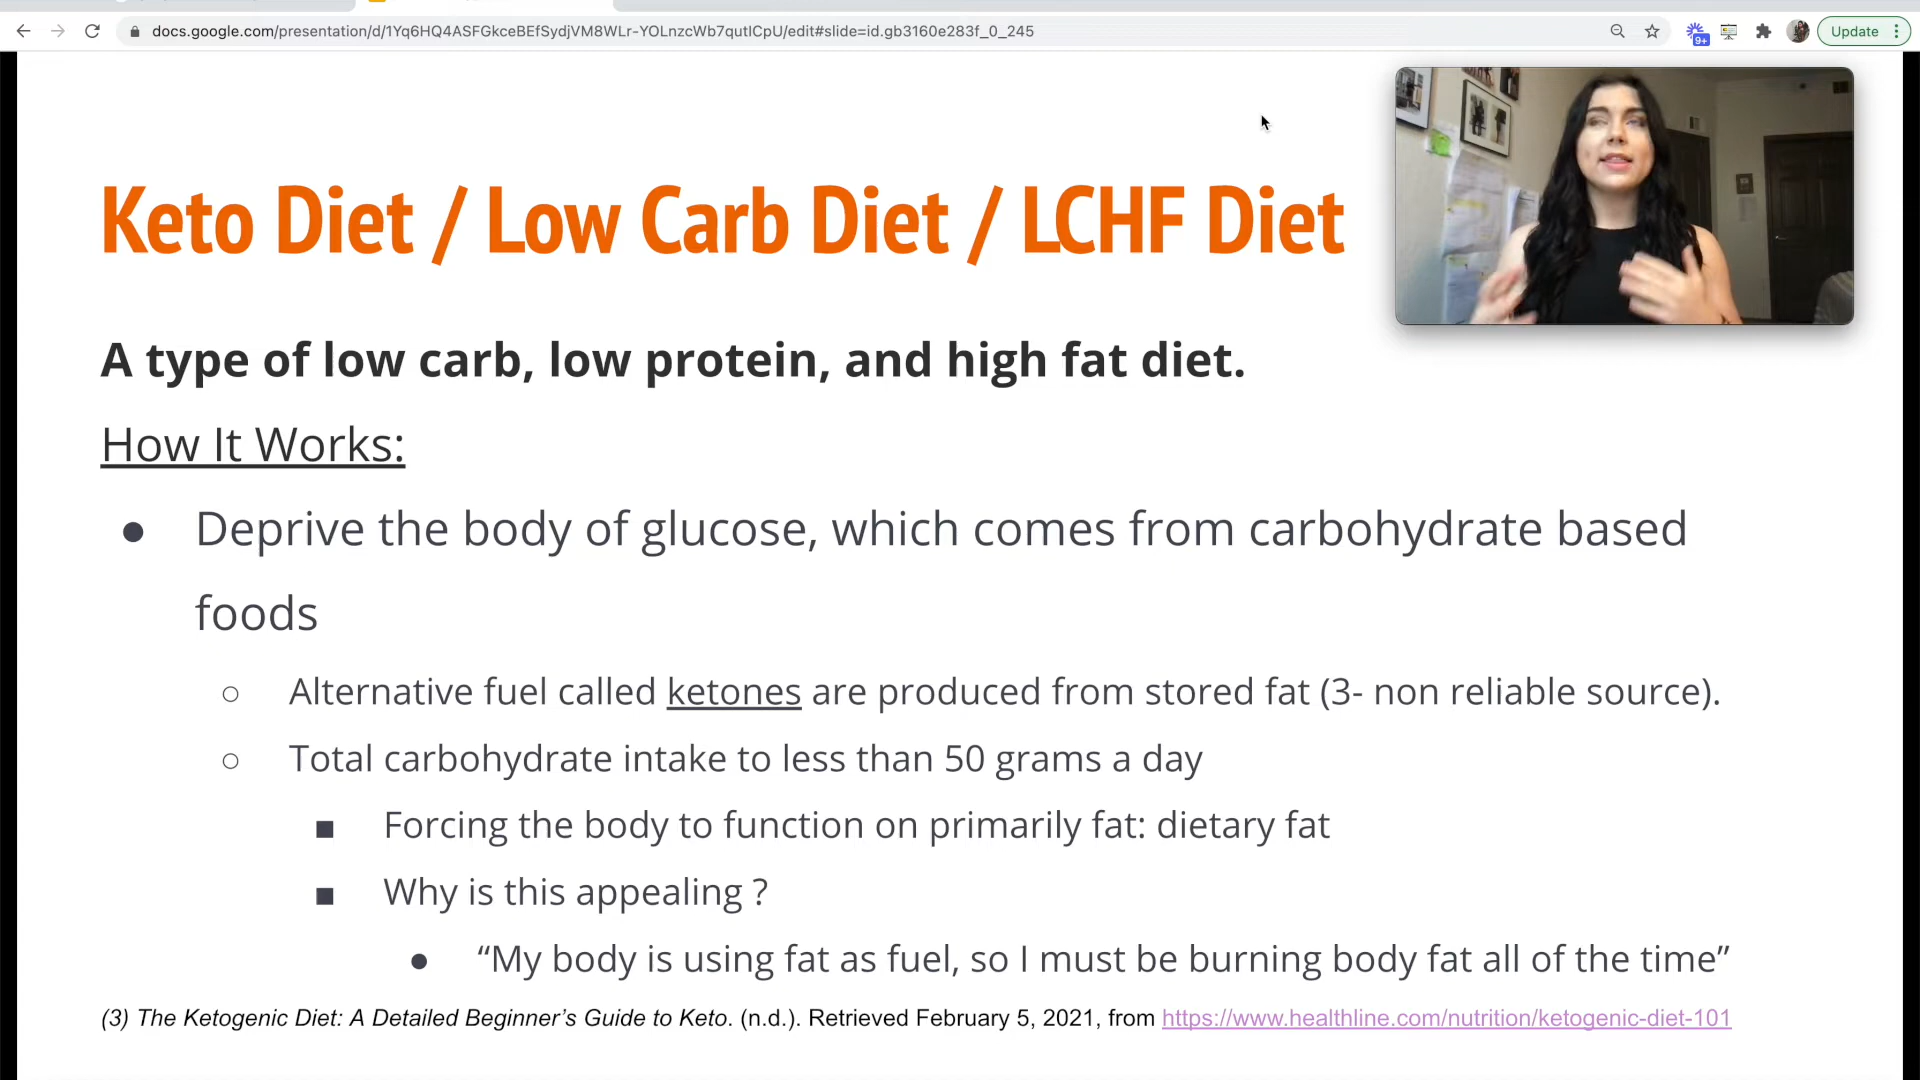 docs.google.com/presentation/d/1Yq6HQ4ASFGkceBEfSydjVM8WLr-YOLnzcWb7qutICpU/edit#slide=id.gb3160e283f_0_245
9+
Update
Keto Diet / Low Carb Diet / LCHF Diet
A type of low carb, low protein, and high fat diet.
How It Works:
● Deprive the body of glucose, which comes from carbohydrate based
foods
○ Alternative fuel called ketones are produced from stored fat (3- non reliable source).
○ Total carbohydrate intake to less than 50 grams a day
■ Forcing the body to function on primarily fat: dietary fat
■ Why is this appealing ?
● “My body is using fat as fuel, so I must be burning body fat all of the time”
(3) The Ketogenic Diet: A Detailed Beginner’s Guide to Keto. (n.d.). Retrieved February 5, 2021, from https://www.healthline.com/nutrition/ketogenic-diet-101